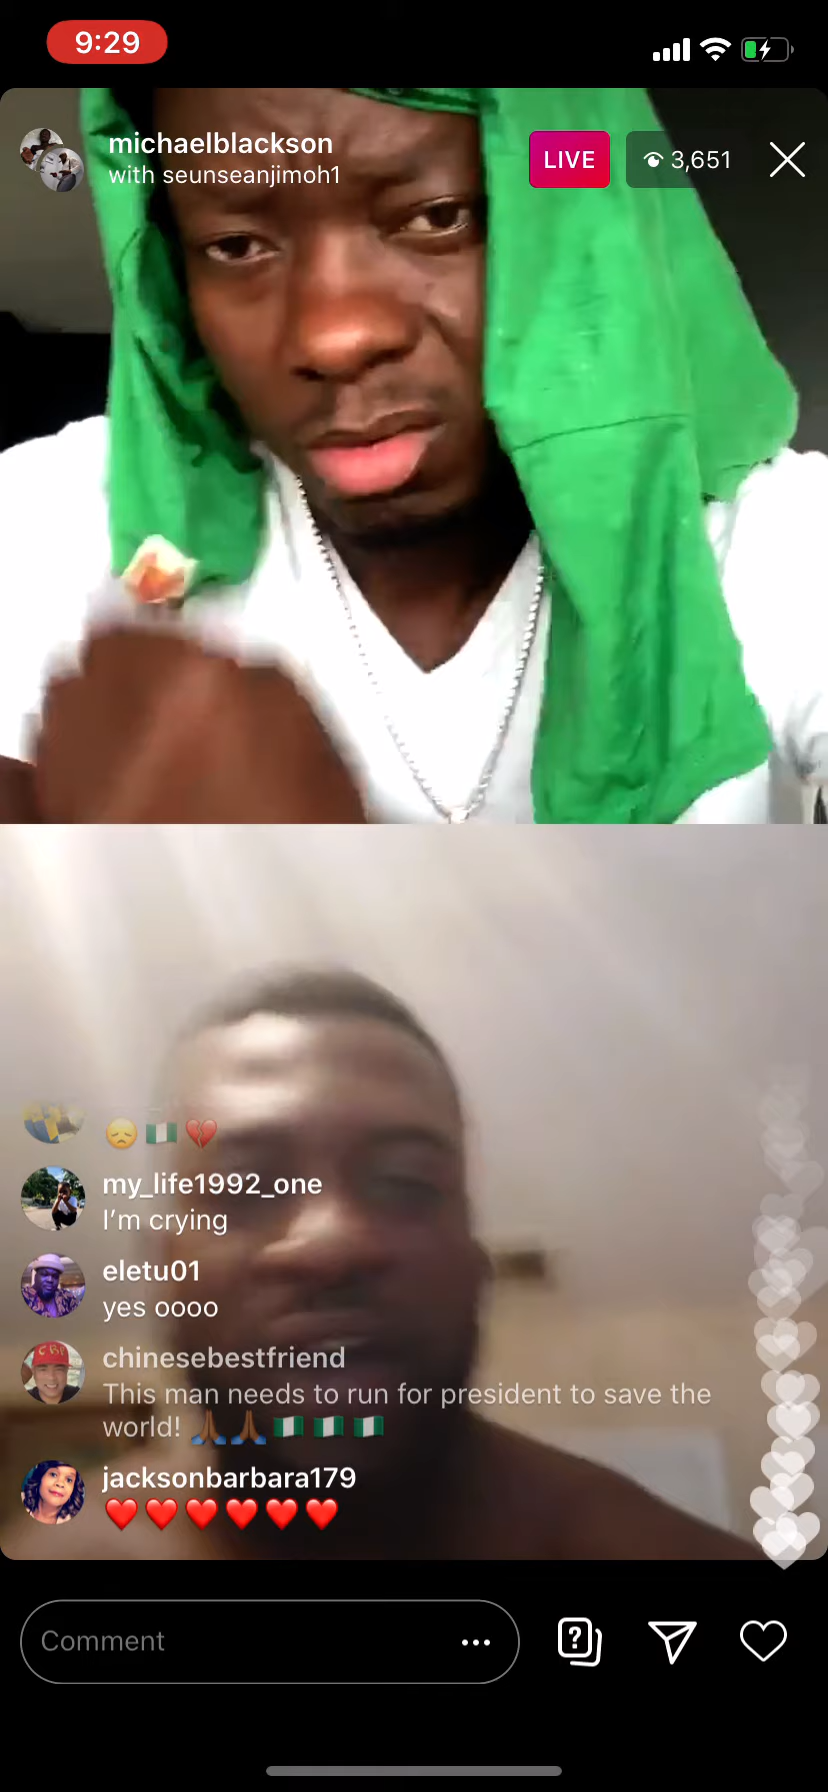 9:29
michaelblackson
with seunseanjimoh1
LIVE
3,651
😞🇳🇬💔
my_life1992_one
I'm crying
eletu01
yes oooo
chinesebestfriend
This man needs to run for president to save the
world! 🙏🏾🙏🏾🇳🇬🇳🇬🇳🇬
jacksonbarbara179
❤️❤️❤️❤️❤️❤️
Comment